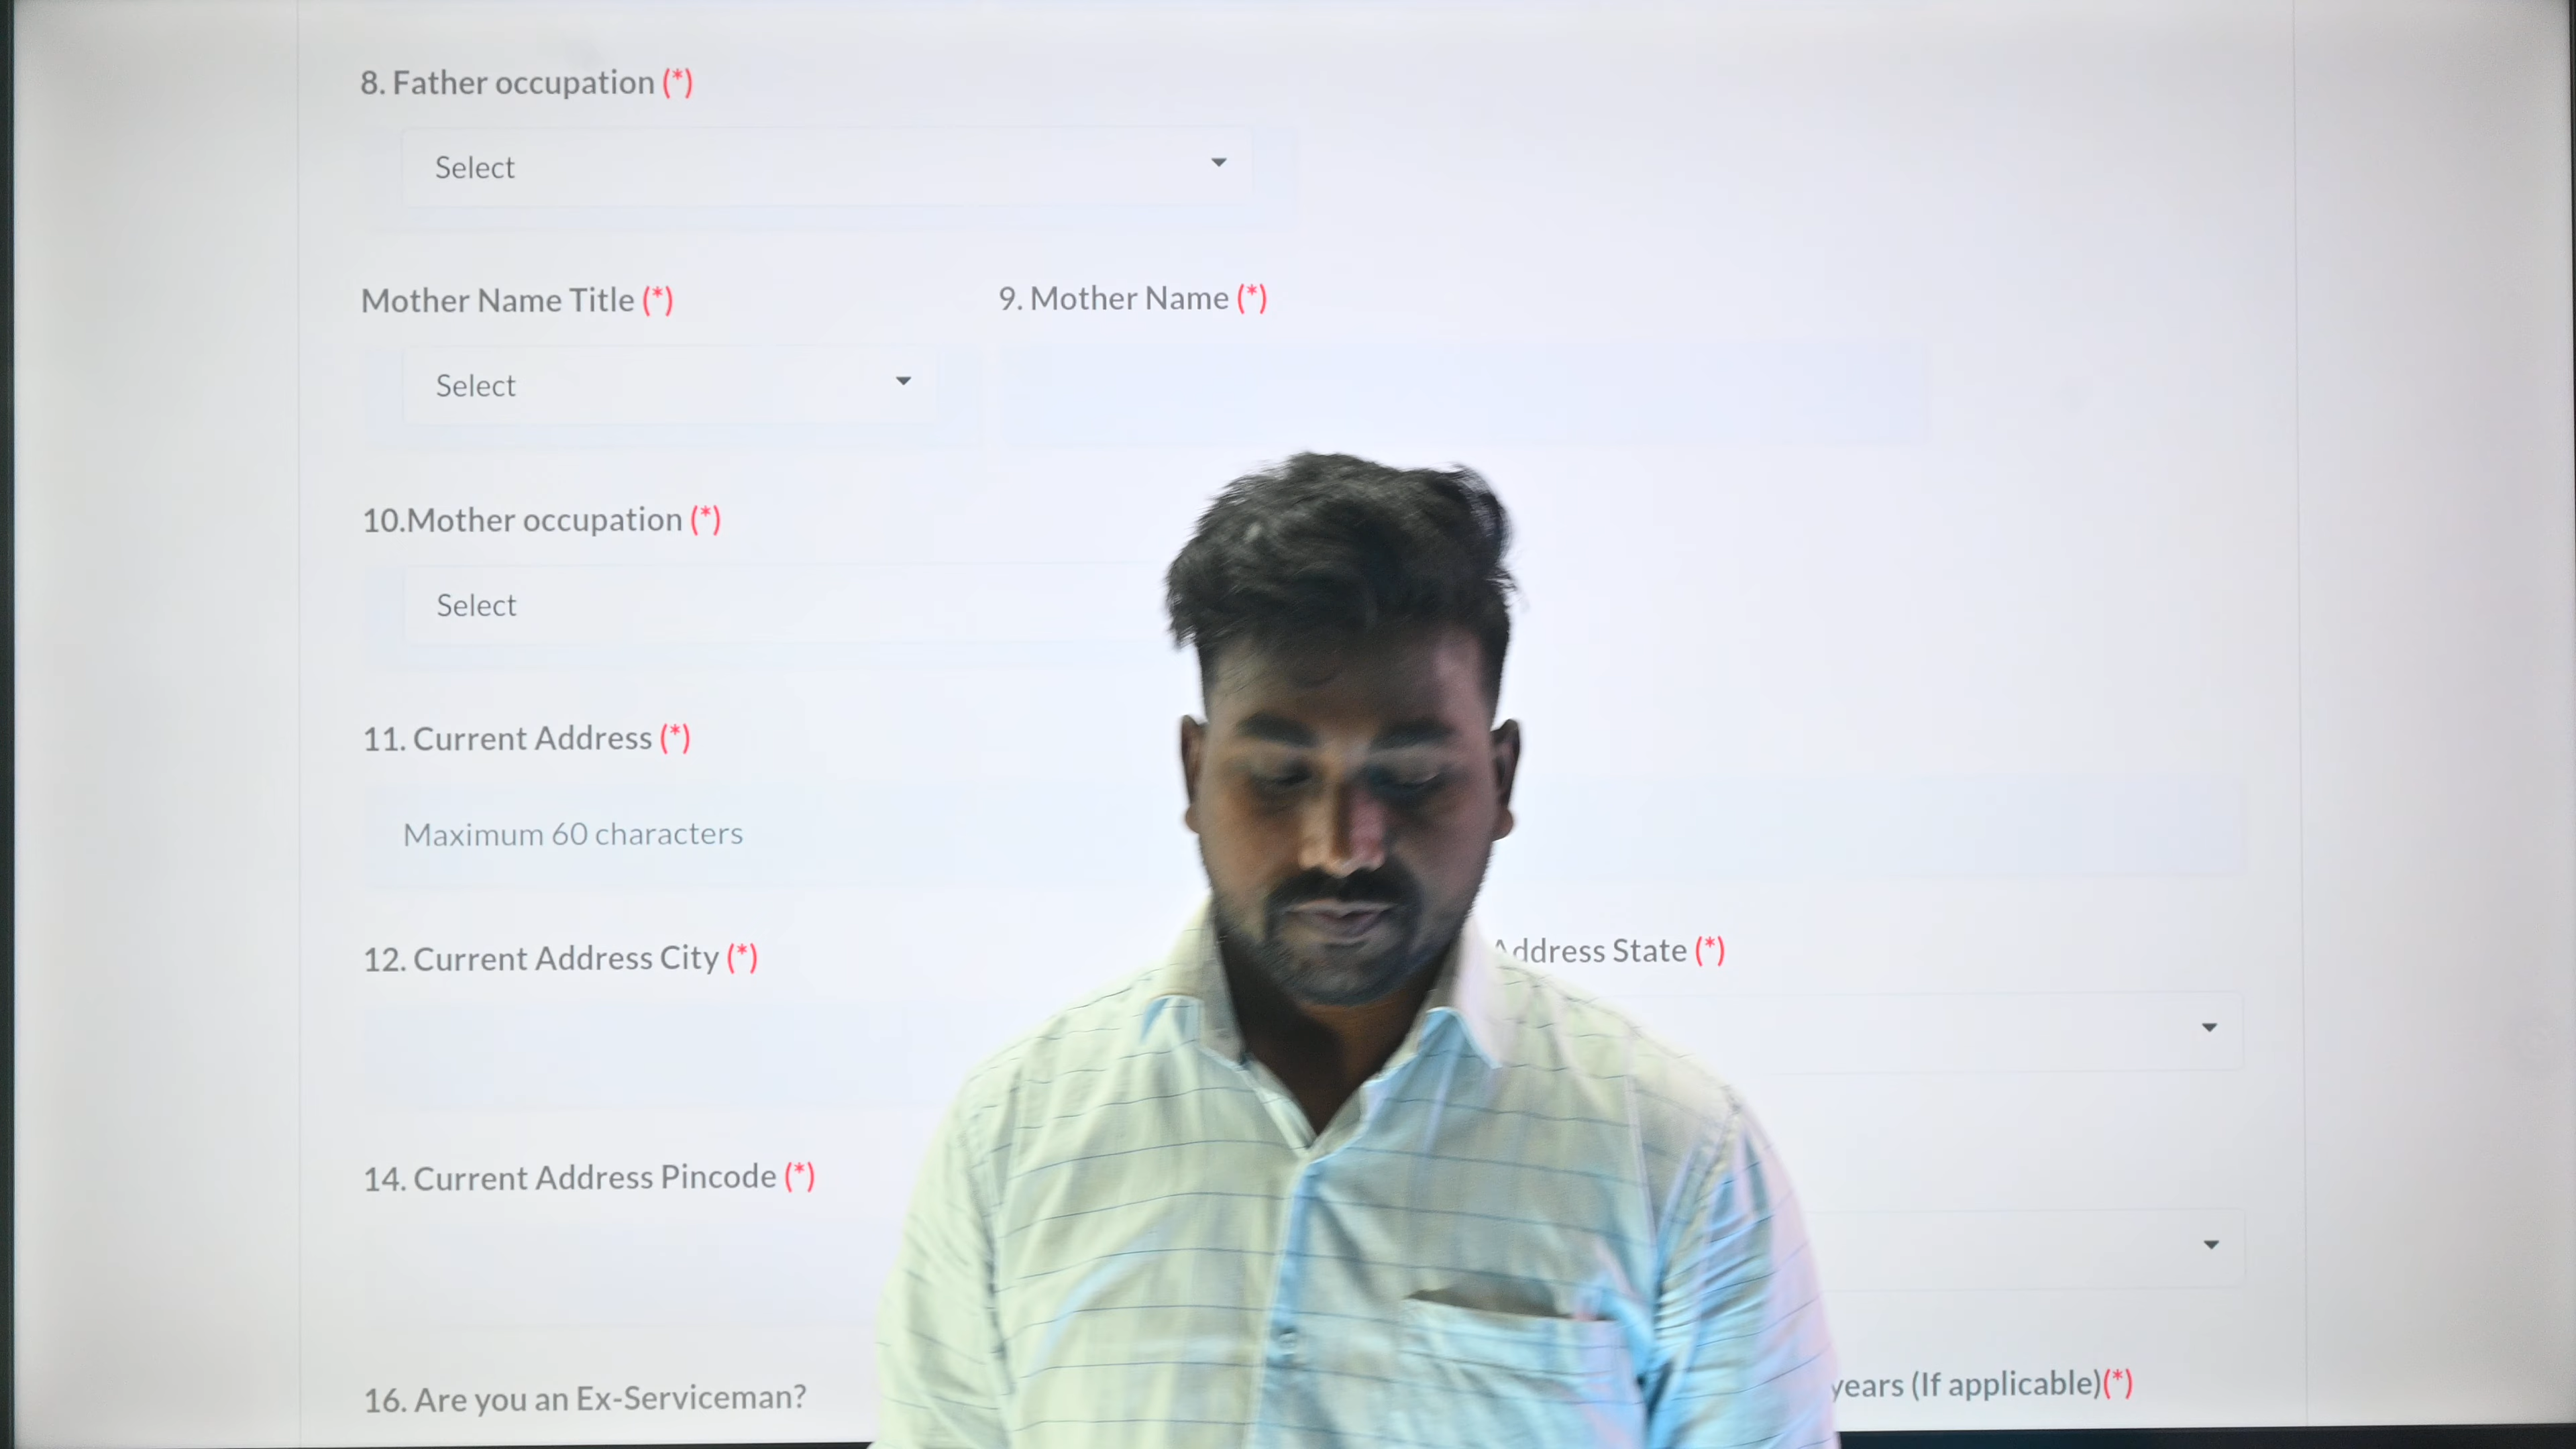 8. Father occupation (*)
Select
Mother Name Title (*)
9. Mother Name (*)
Select
10.Mother occupation (*)
Select
11. Current Address (*)
Maximum 60 characters
12. Current Address City (*)
Address State (*)
14. Current Address Pincode (*)
16. Are you an Ex-Serviceman?
years (If applicable)(*)